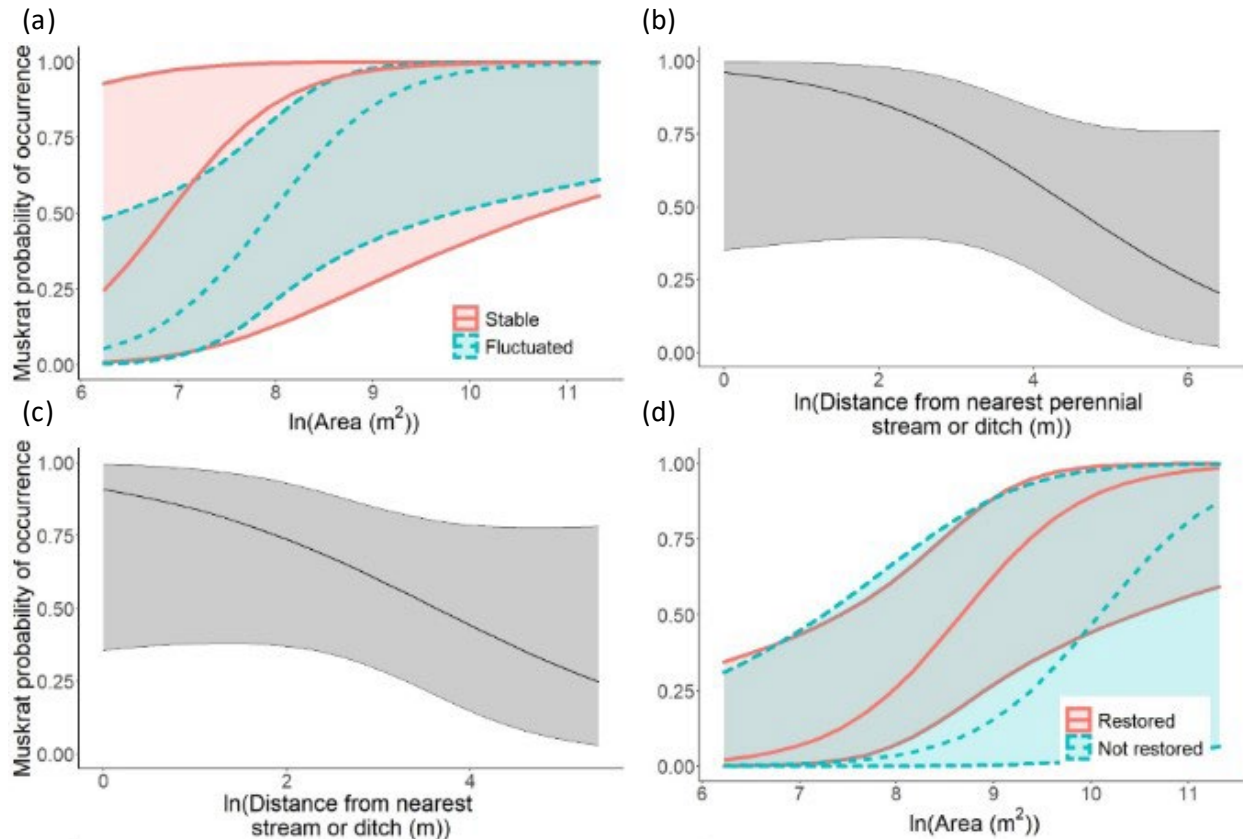 (a)
Muskrat probability of occurrence
1.00
0.75
0.50
0.25
0.00
Stable
Fluctuated
6 7 8 9 10 11
ln(Area (m²))
(b)
1.00
0.75
0.50
0.25
0.00
0 2 4 6
ln(Distance from nearest perennial
stream or ditch (m))
(c)
Muskrat probability of occurrence
1.00
0.75
0.50
0.25
0.00
0 2 4
ln(Distance from nearest
stream or ditch (m))
(d)
1.00
0.75
0.50
0.25
0.00
Restored
Not restored
6 7 8 9 10 11
ln(Area (m²))